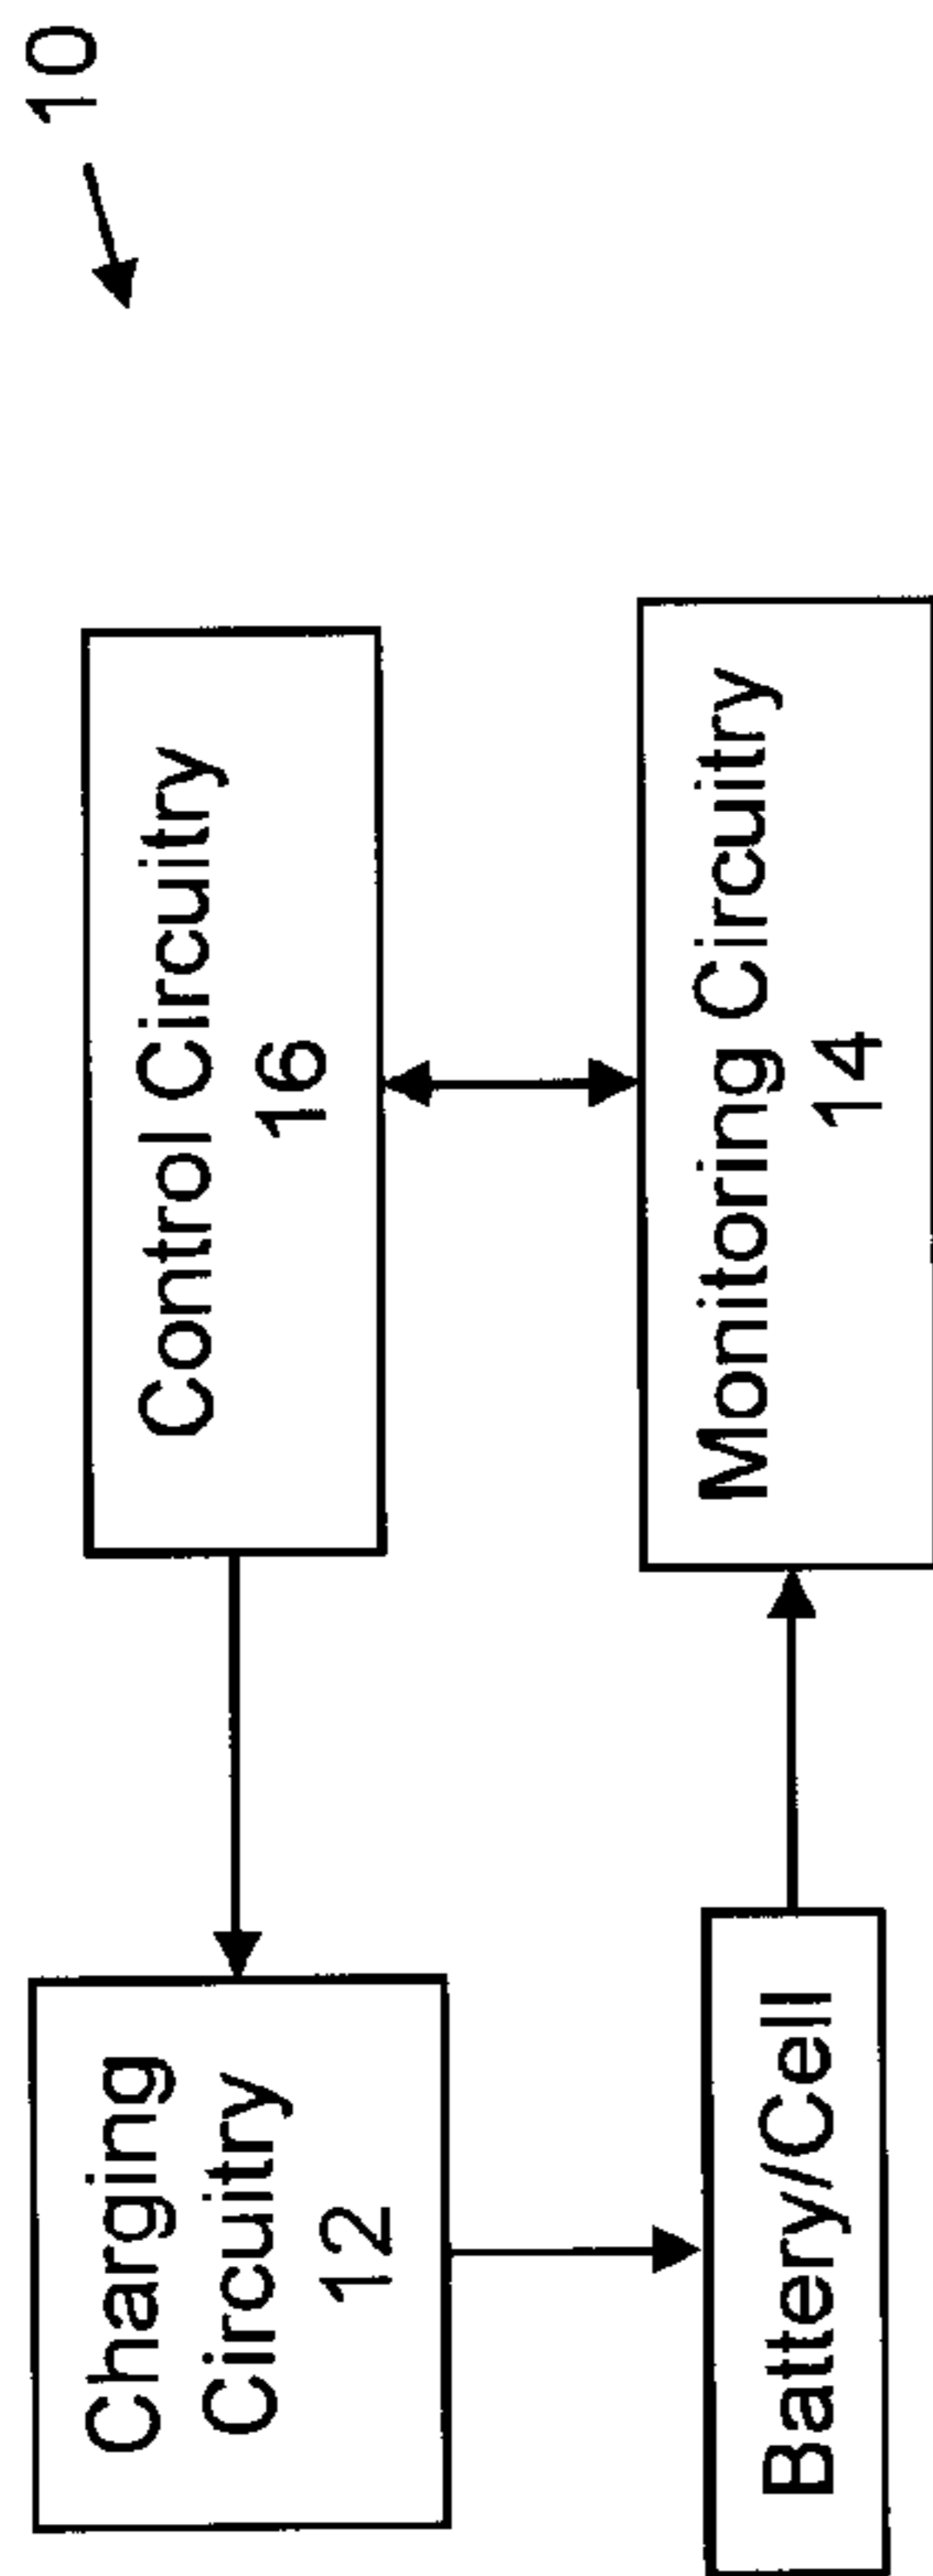 10
Charging
Circuitry
12
Control Circuitry
16
Battery/Cell
Monitoring Circuitry
14